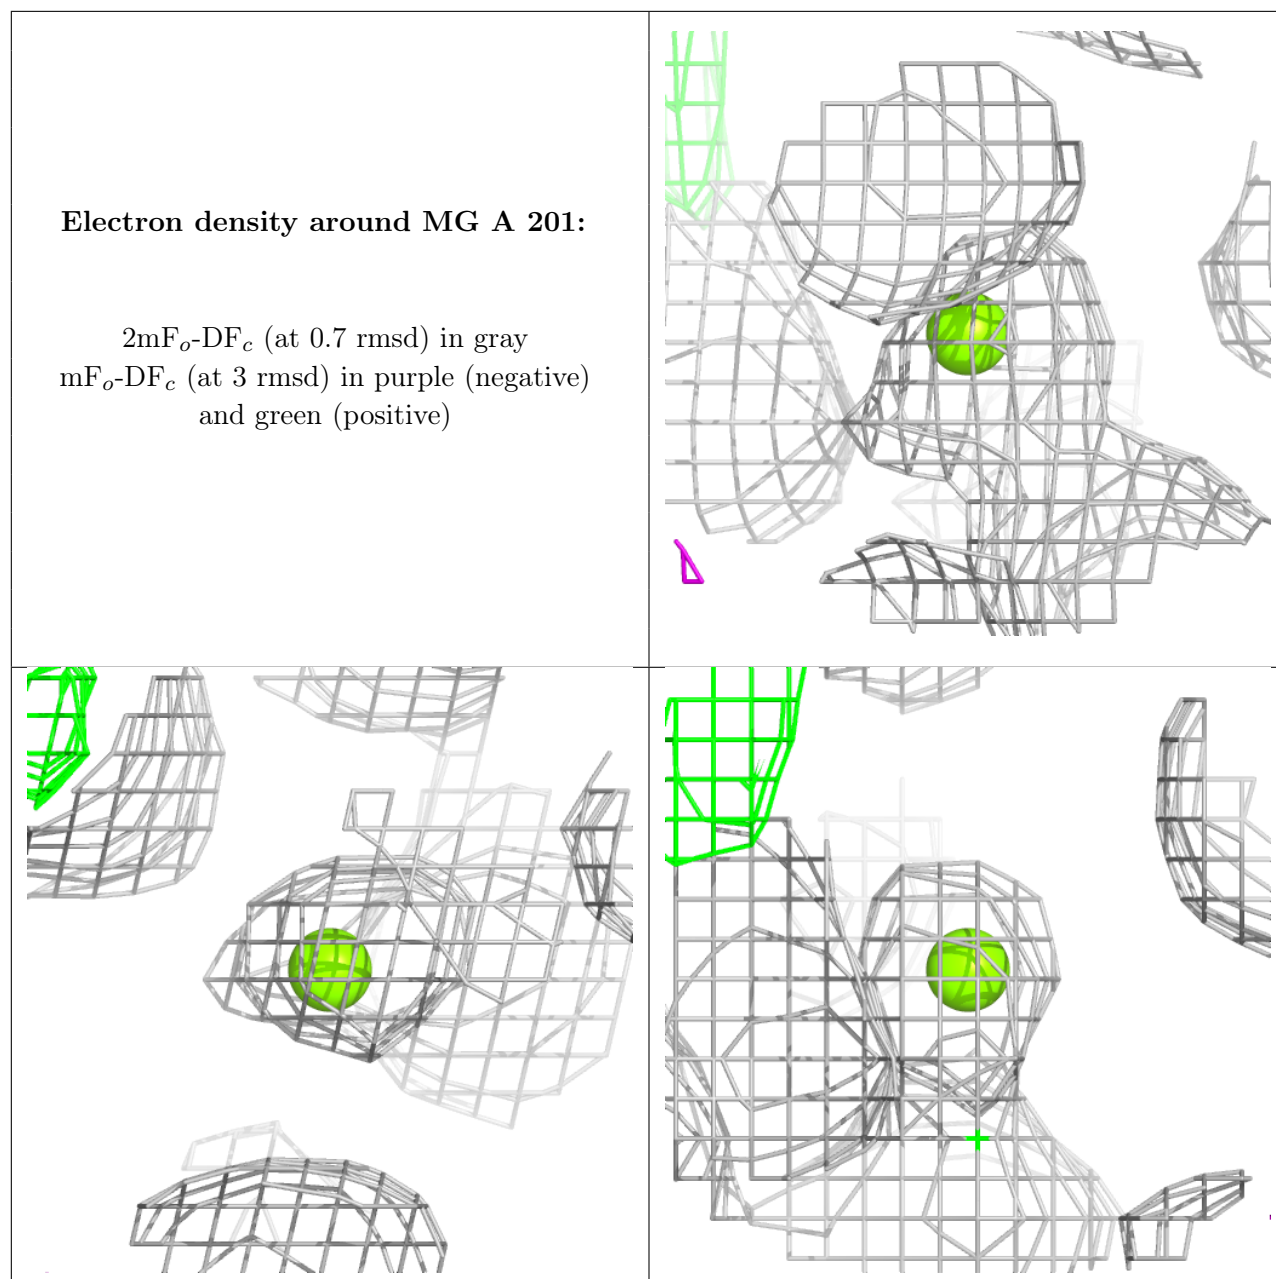 Electron density around MG A 201:
2mFₒ-DF𝒸 (at 0.7 rmsd) in gray
mFₒ-DF𝒸 (at 3 rmsd) in purple (negative)
and green (positive)